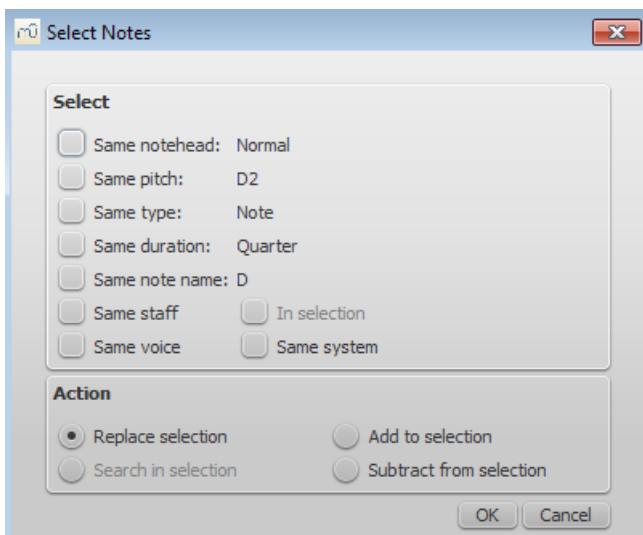 Select Notes
Select
Same notehead: Normal
Same pitch: D2
Same type: Note
Same duration: Quarter
Same note name: D
Same staff In selection
Same voice Same system
Action
Replace selection Add to selection
Search in selection Subtract from selection
OK Cancel